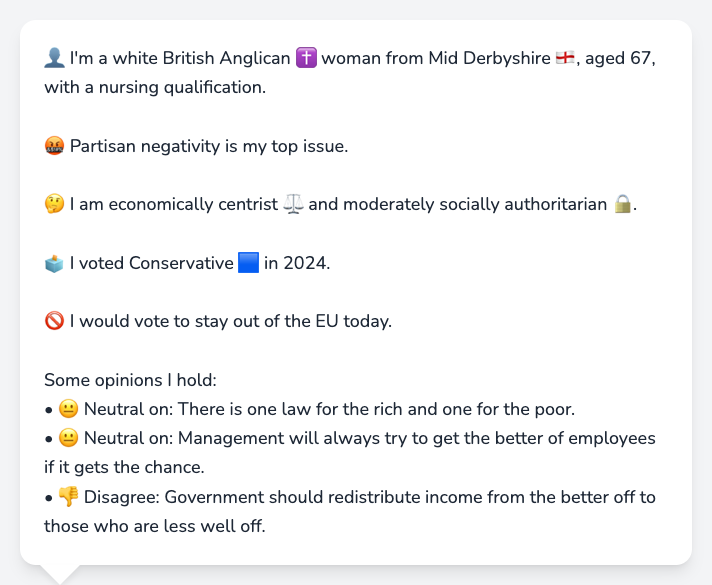 👤 I'm a white British Anglican ✝️ woman from Mid Derbyshire 🏴󠁧󠁢󠁥󠁮󠁧󠁿, aged 67,
with a nursing qualification.
🤬 Partisan negativity is my top issue.
🤔 I am economically centrist ⚖️ and moderately socially authoritarian 🔒.
🗳️ I voted Conservative 🟦 in 2024.
🚫 I would vote to stay out of the EU today.
Some opinions I hold:
• 😐 Neutral on: There is one law for the rich and one for the poor.
• 😐 Neutral on: Management will always try to get the better of employees
if it gets the chance.
• 👎 Disagree: Government should redistribute income from the better off to
those who are less well off.